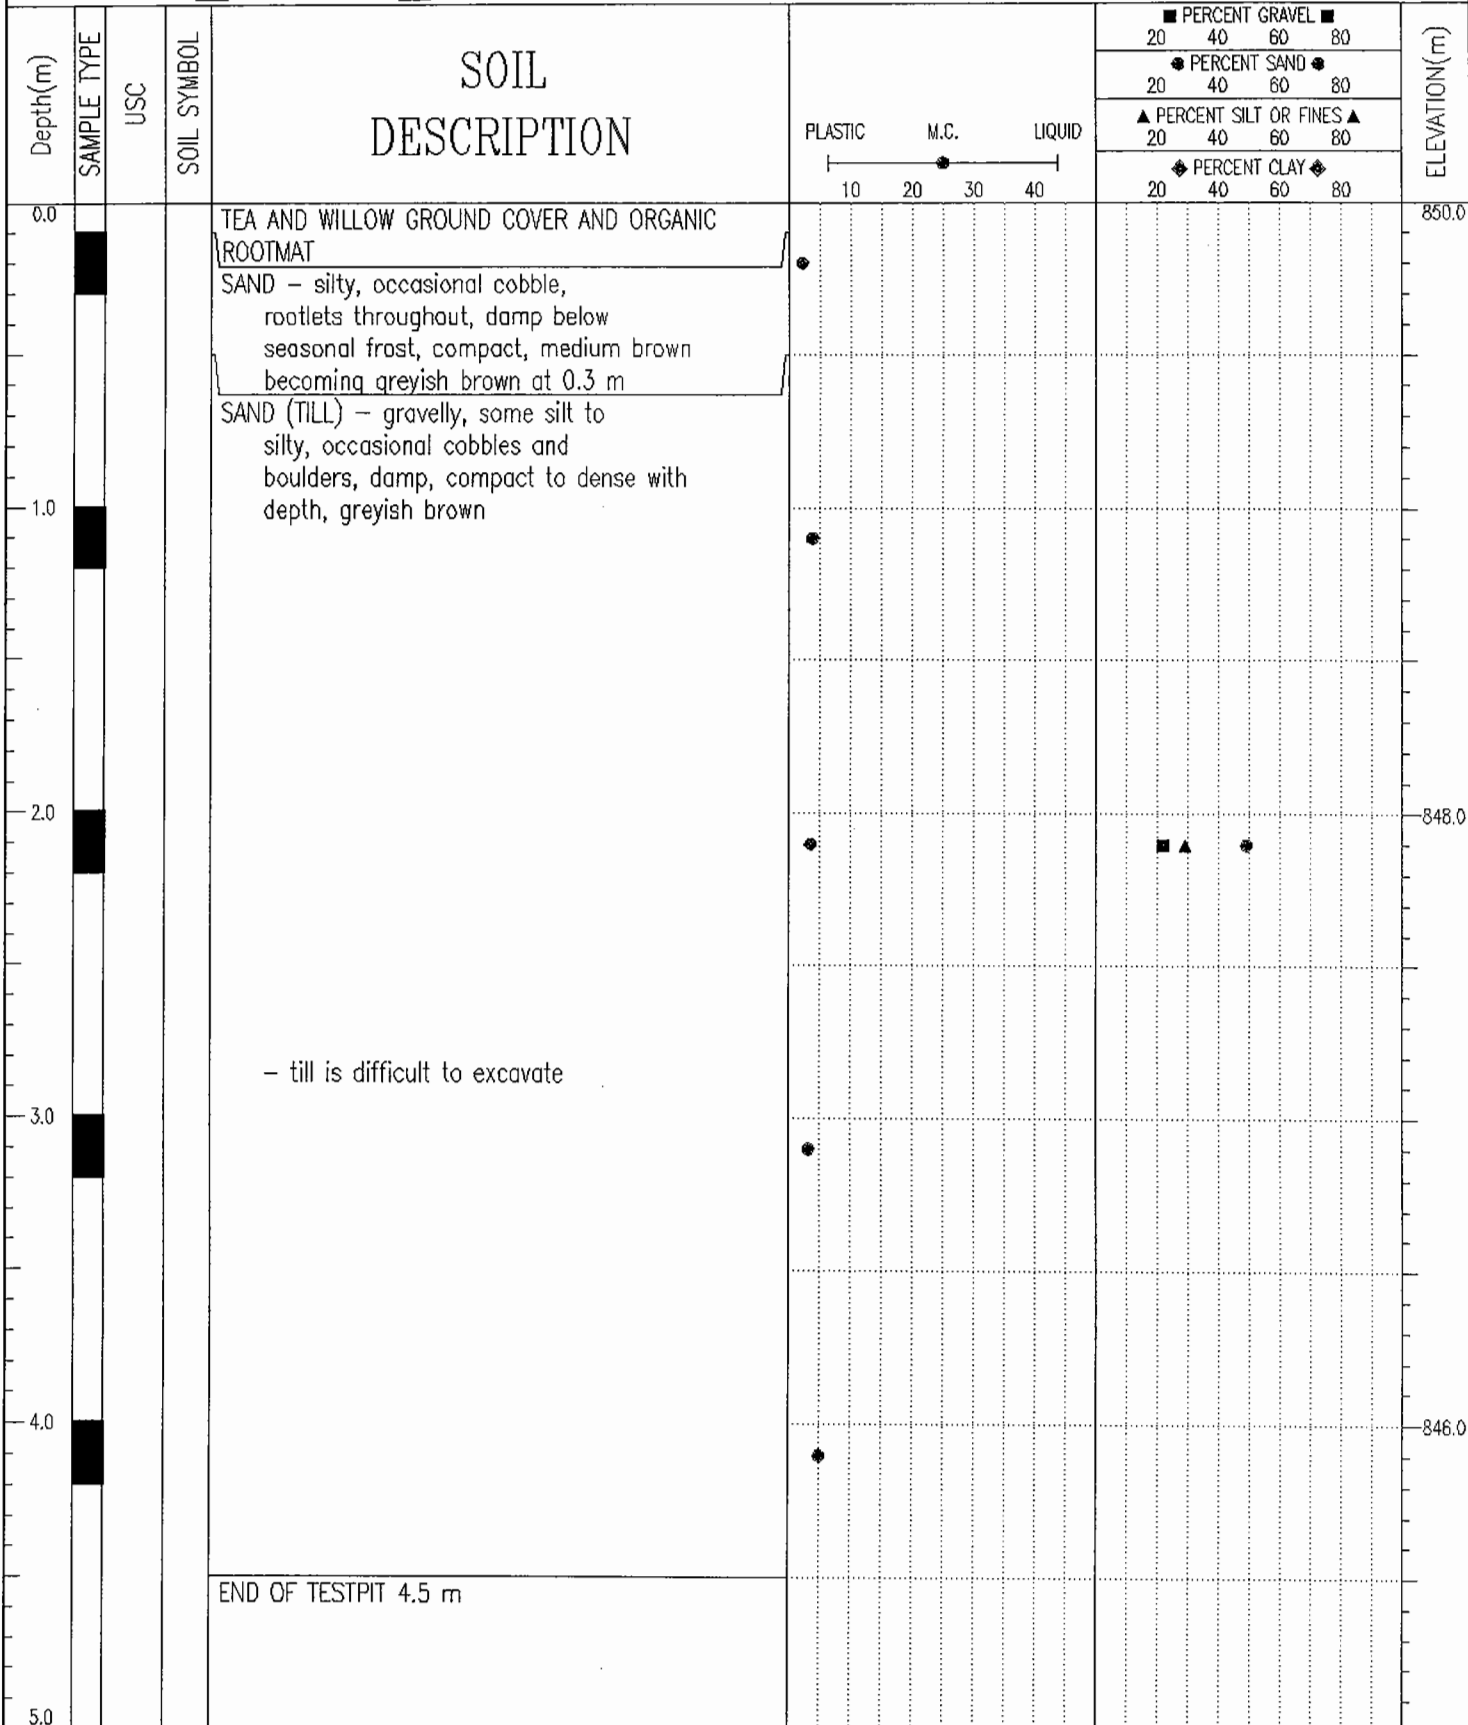 Depth(m)
SAMPLE TYPE
USC
SOIL SYMBOL
SOIL
DESCRIPTION
PLASTIC M.C. LIQUID
10 20 30 40
■ PERCENT GRAVEL ■
20 40 60 80
● PERCENT SAND ●
20 40 60 80
▲ PERCENT SILT OR FINES ▲
20 40 60 80
◆ PERCENT CLAY ◆
20 40 60 80
ELEVATION(m)
0.0
850.0
TEA AND WILLOW GROUND COVER AND ORGANIC
ROOTMAT
SAND – silty, occasional cobble,
rootlets throughout, damp below
seasonal frost, compact, medium brown
becoming greyish brown at 0.3 m
SAND (TILL) – gravelly, some silt to
silty, occasional cobbles and
boulders, damp, compact to dense with
depth, greyish brown
1.0
2.0
848.0
– till is difficult to excavate
3.0
4.0
846.0
END OF TESTPIT 4.5 m
5.0